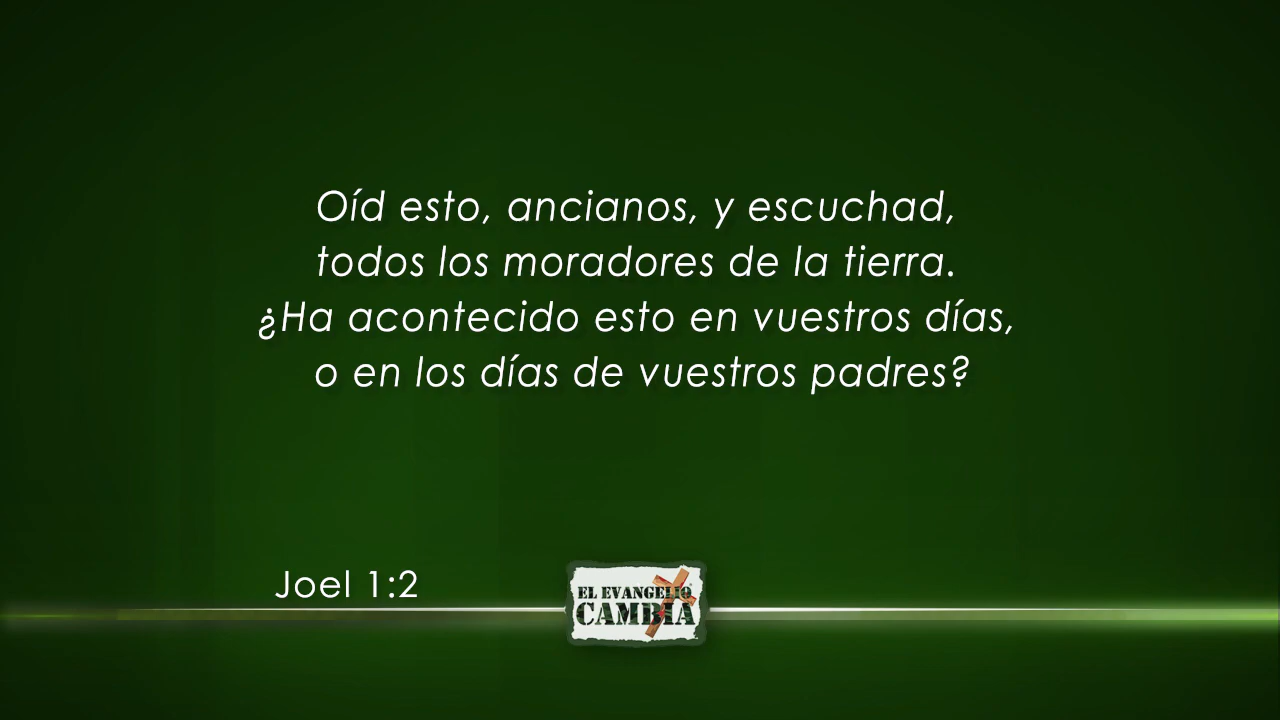 Oíd esto, ancianos, y escuchad,
todos los moradores de la tierra.
¿Ha acontecido esto en vuestros días,
o en los días de vuestros padres?
Joel 1:2
EL EVANGELIO
CAMBIA